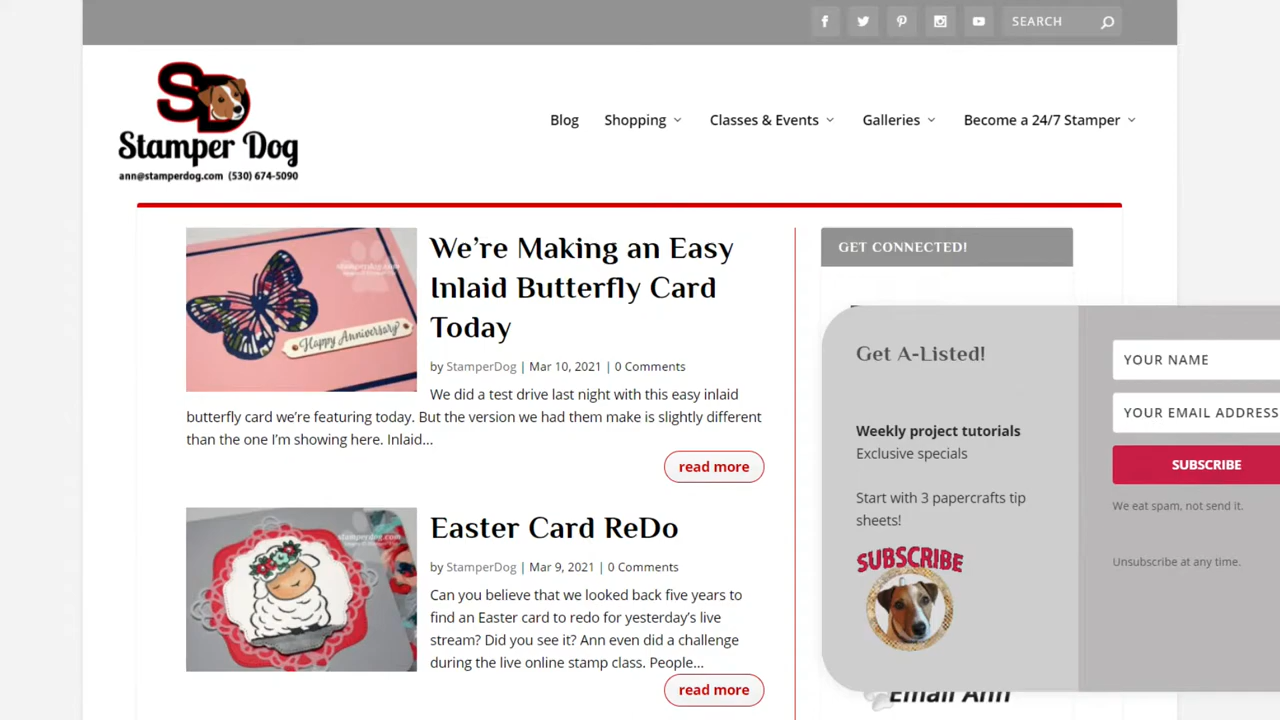 SEARCH
SD
Stamper Dog
ann@stamperdog.com (530) 674-5090
Blog
Shopping
Classes & Events
Galleries
Become a 24/7 Stamper
Happy Anniversary
We're Making an Easy
Inlaid Butterfly Card
Today
by StamperDog | Mar 10, 2021 | 0 Comments
We did a test drive last night with this easy inlaid
butterfly card we're featuring today. But the version we had them make is slightly different
than the one I'm showing here. Inlaid...
read more
stamperdog.com
Easter Card ReDo
by StamperDog | Mar 9, 2021 | 0 Comments
Can you believe that we looked back five years to
find an Easter card to redo for yesterday's live
stream? Did you see it? Ann even did a challenge
during the live online stamp class. People...
read more
GET CONNECTED!
Get A-Listed!
Weekly project tutorials
Exclusive specials
Start with 3 papercrafts tip
sheets!
SUBSCRIBE
YOUR NAME
YOUR EMAIL ADDRESS
SUBSCRIBE
We eat spam, not send it.
Unsubscribe at any time.
Email Ann